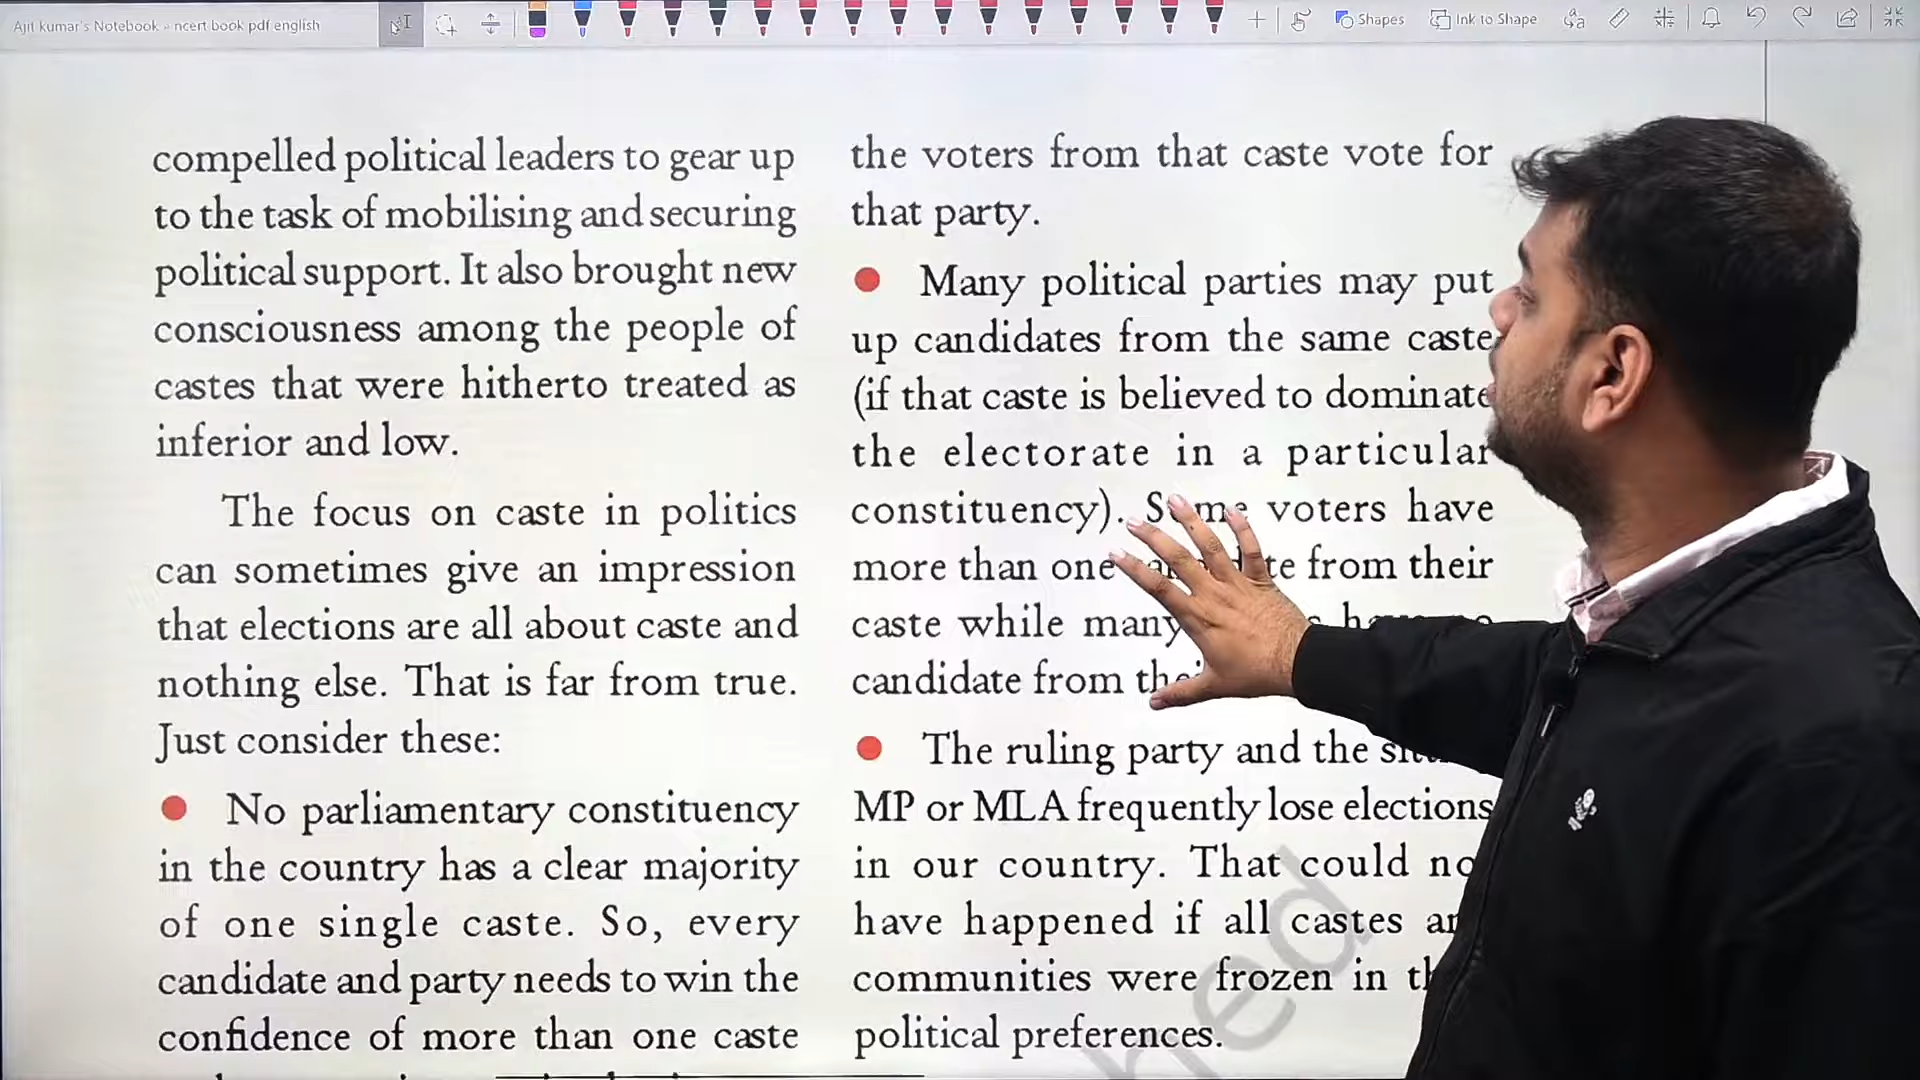 Ajit kumar's Notebook - ncert book pdf english
Shapes
Ink to Shape
compelled political leaders to gear up
to the task of mobilising and securing
political support. It also brought new
consciousness among the people of
castes that were hitherto treated as
inferior and low.
The focus on caste in politics
can sometimes give an impression
that elections are all about caste and
nothing else. That is far from true.
Just consider these:
No parliamentary constituency
in the country has a clear majority
of one single caste. So, every
candidate and party needs to win the
confidence of more than one caste
the voters from that caste vote for
that party.
Many political parties may put
up candidates from the same caste
(if that caste is believed to dominate
the electorate in a particular
constituency). Some voters have
more than one from their
caste while many
candidate from
The ruling party and the
MP or MLA frequently lose elections
in our country. That could
have happened if all castes
communities were frozen in
political preferences.